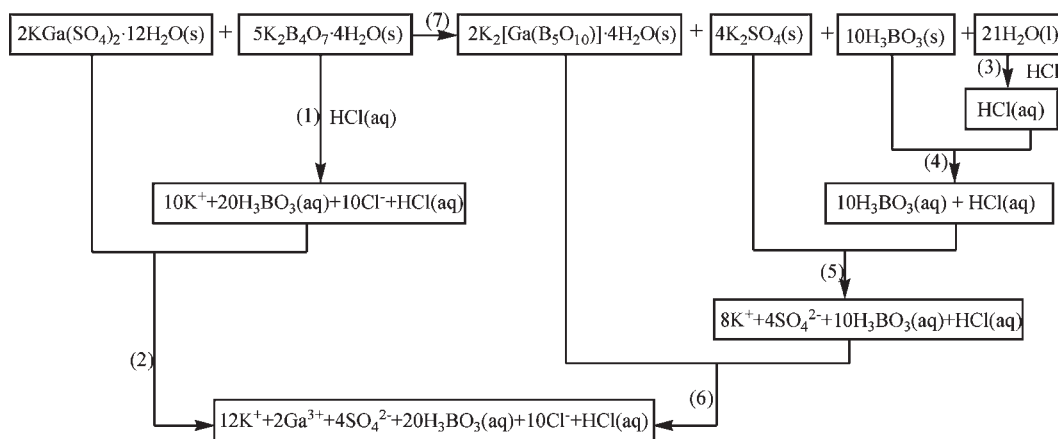 2KGa(SO₄)₂·12H₂O(s) + 5K₂B₄O₇·4H₂O(s) (7) 2K₂[Ga(B₅O₁₀)]·4H₂O(s) + 4K₂SO₄(s) + 10H₃BO₃(s) + 21H₂O(l)
(3) HCl
(1) HCl(aq)
HCl(aq)
(4)
10K⁺+20H₃BO₃(aq)+10Cl⁻+HCl(aq)
10H₃BO₃(aq) + HCl(aq)
(5)
8K⁺+4SO₄²⁻+10H₃BO₃(aq)+HCl(aq)
(2)
(6)
12K⁺+2Ga³⁺+4SO₄²⁻+20H₃BO₃(aq)+10Cl⁻+HCl(aq)